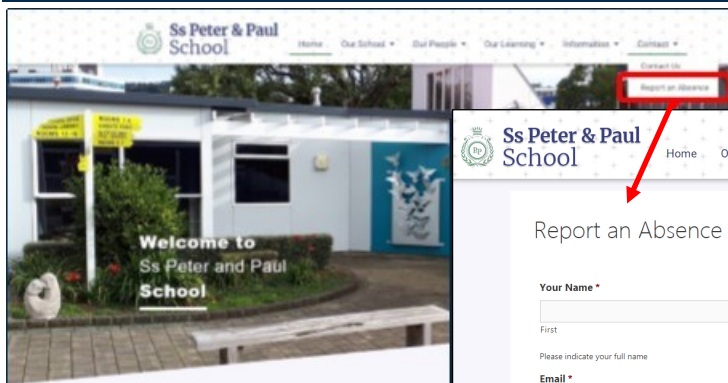 Ss Peter & Paul
School
Home Our School Our People Our Learning Information Contact
Contact Us
Report an Absence
Welcome to
Ss Peter and Paul
School
Ss Peter & Paul
School
Home
Report an Absence
Your Name *
First
Please indicate your full name
Email *